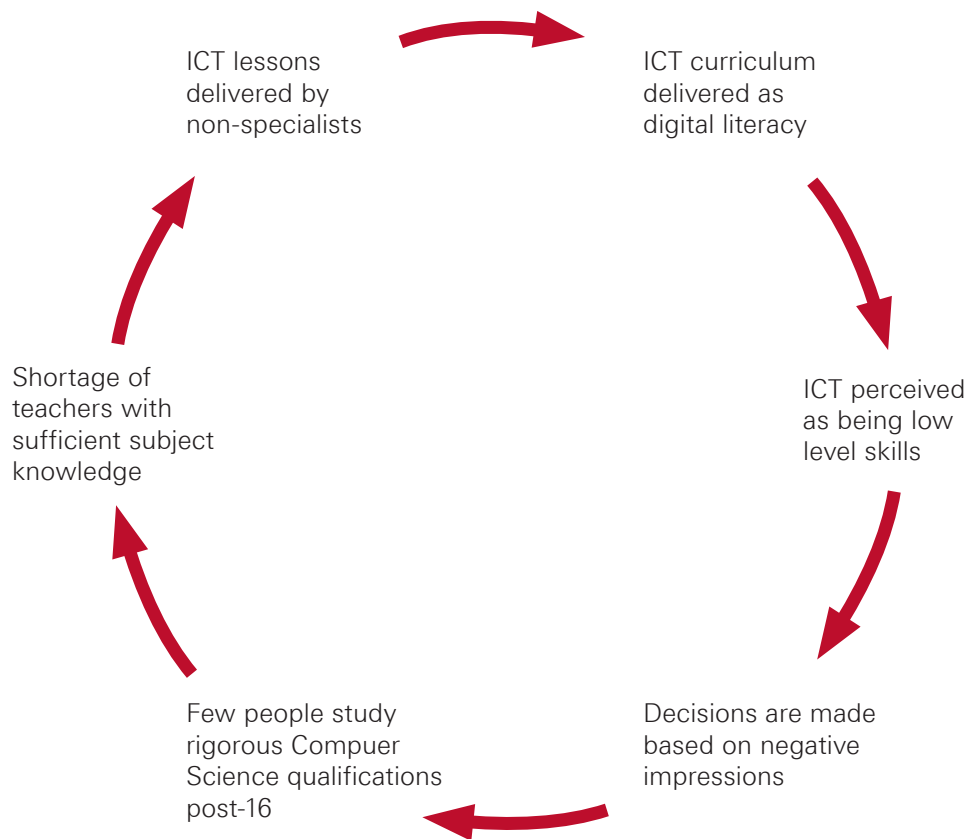 ICT lessons
delivered by
non-specialists
ICT curriculum
delivered as
digital literacy
ICT perceived
as being low
level skills
Decisions are made
based on negative
impressions
Few people study
rigorous Compuer
Science qualifications
post-16
Shortage of
teachers with
sufficient subject
knowledge